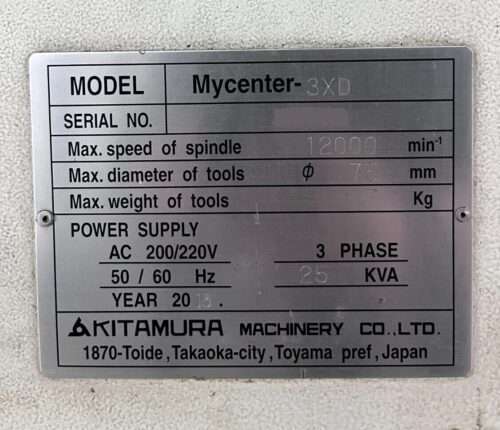 MODEL Mycenter-3XD
SERIAL NO.
Max. speed of spindle 12000 min⁻¹
Max. diameter of tools φ mm
Max. weight of tools Kg
POWER SUPPLY
AC 200/220V 3 PHASE
50 / 60 Hz 25 KVA
YEAR 20
KITAMURA MACHINERY CO.,LTD.
1870-Toide,Takaoka-city,Toyama pref,Japan